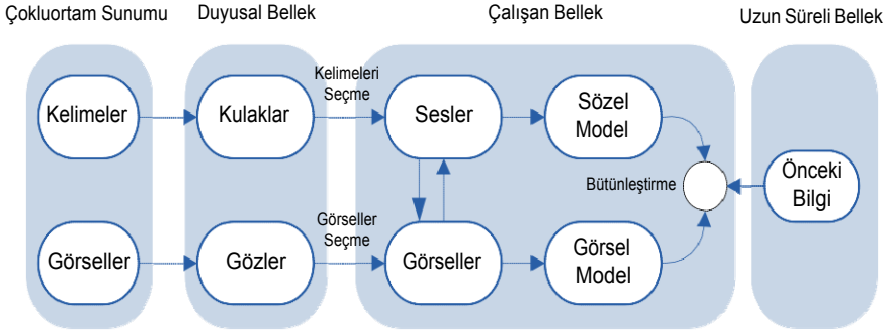 Çokluortam Sunumu
Duyusal Bellek
Çalışan Bellek
Uzun Süreli Bellek
Kelimeler
Kulaklar
Kelimeleri
Seçme
Sesler
Sözel
Model
Bütünleştirme
Önceki
Bilgi
Görseller
Gözler
Görseller
Seçme
Görseller
Görsel
Model